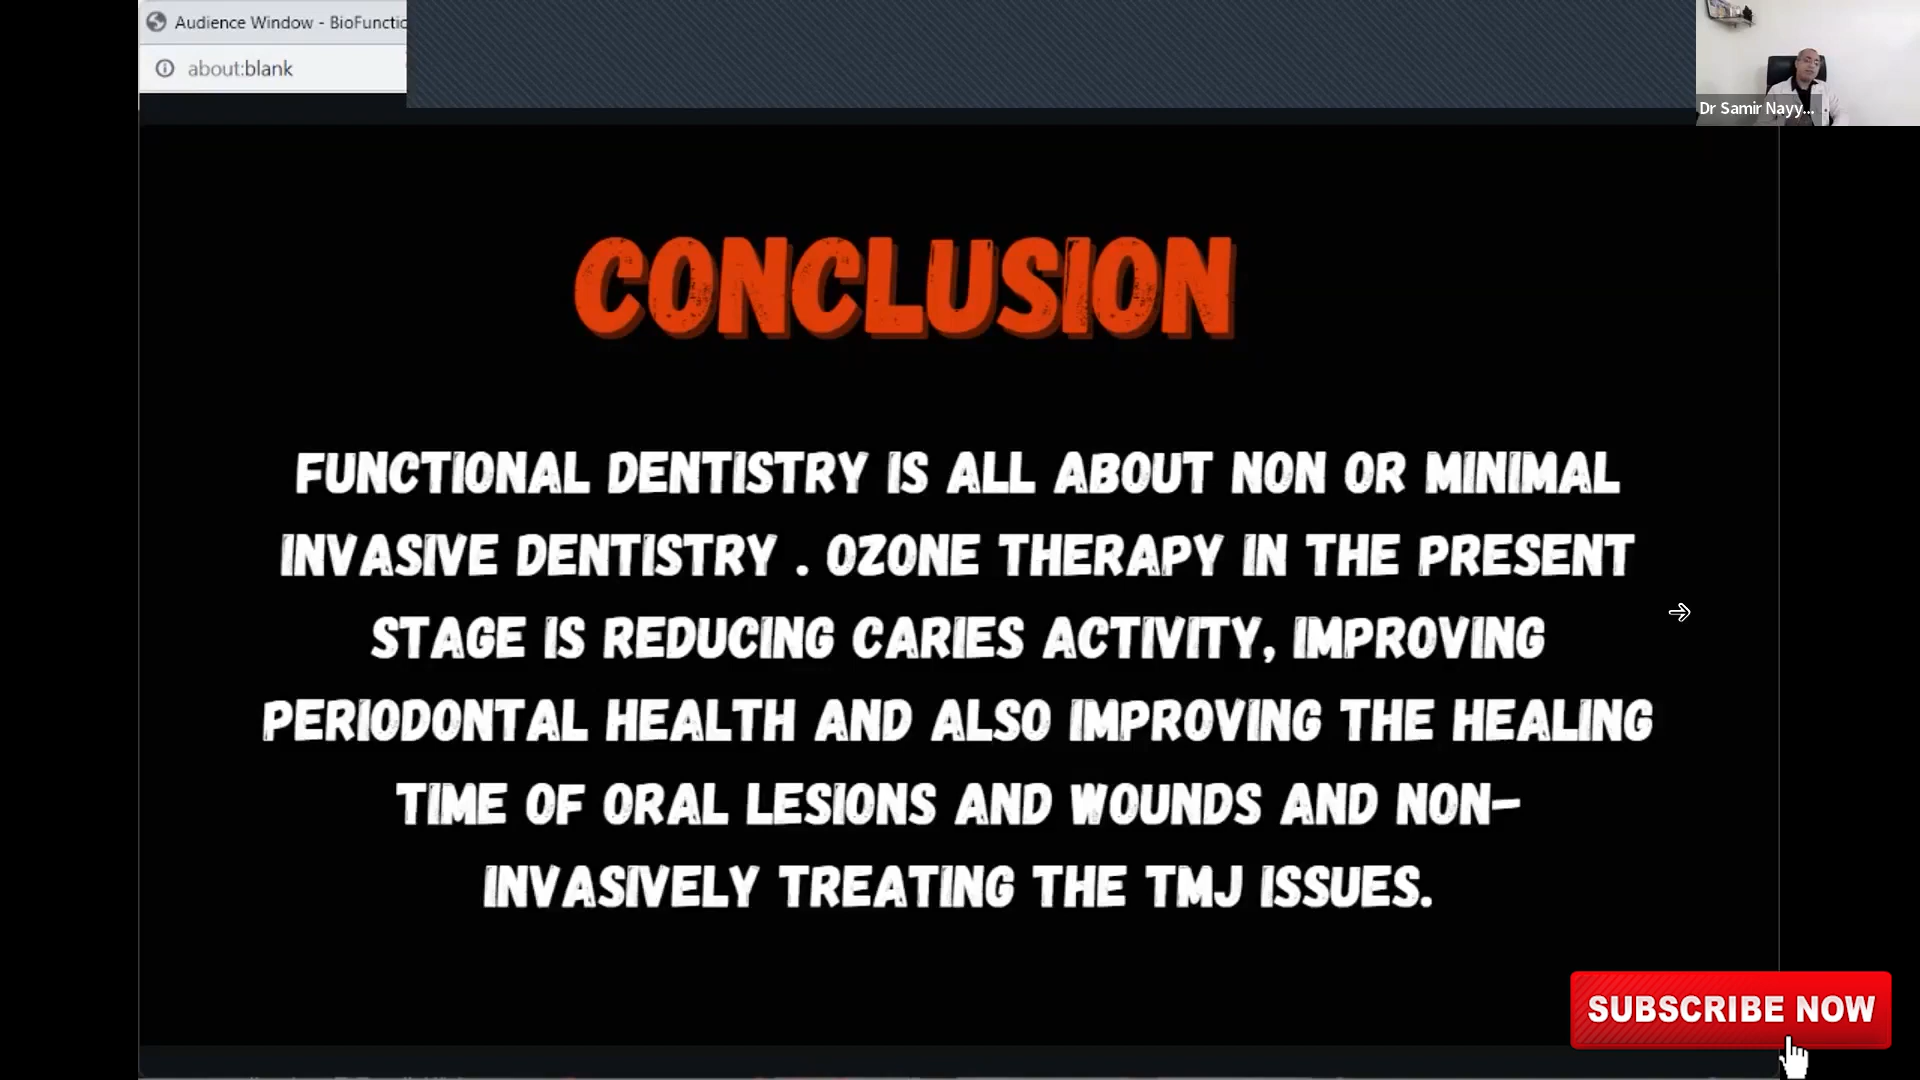 Audience Window - BioFunctio
about:blank
Dr Samir Nayy...
CONCLUSION
FUNCTIONAL DENTISTRY IS ALL ABOUT NON OR MINIMAL
INVASIVE DENTISTRY . OZONE THERAPY IN THE PRESENT
STAGE IS REDUCING CARIES ACTIVITY, IMPROVING
PERIODONTAL HEALTH AND ALSO IMPROVING THE HEALING
TIME OF ORAL LESIONS AND WOUNDS AND NON-
INVASIVELY TREATING THE TMJ ISSUES.
SUBSCRIBE NOW